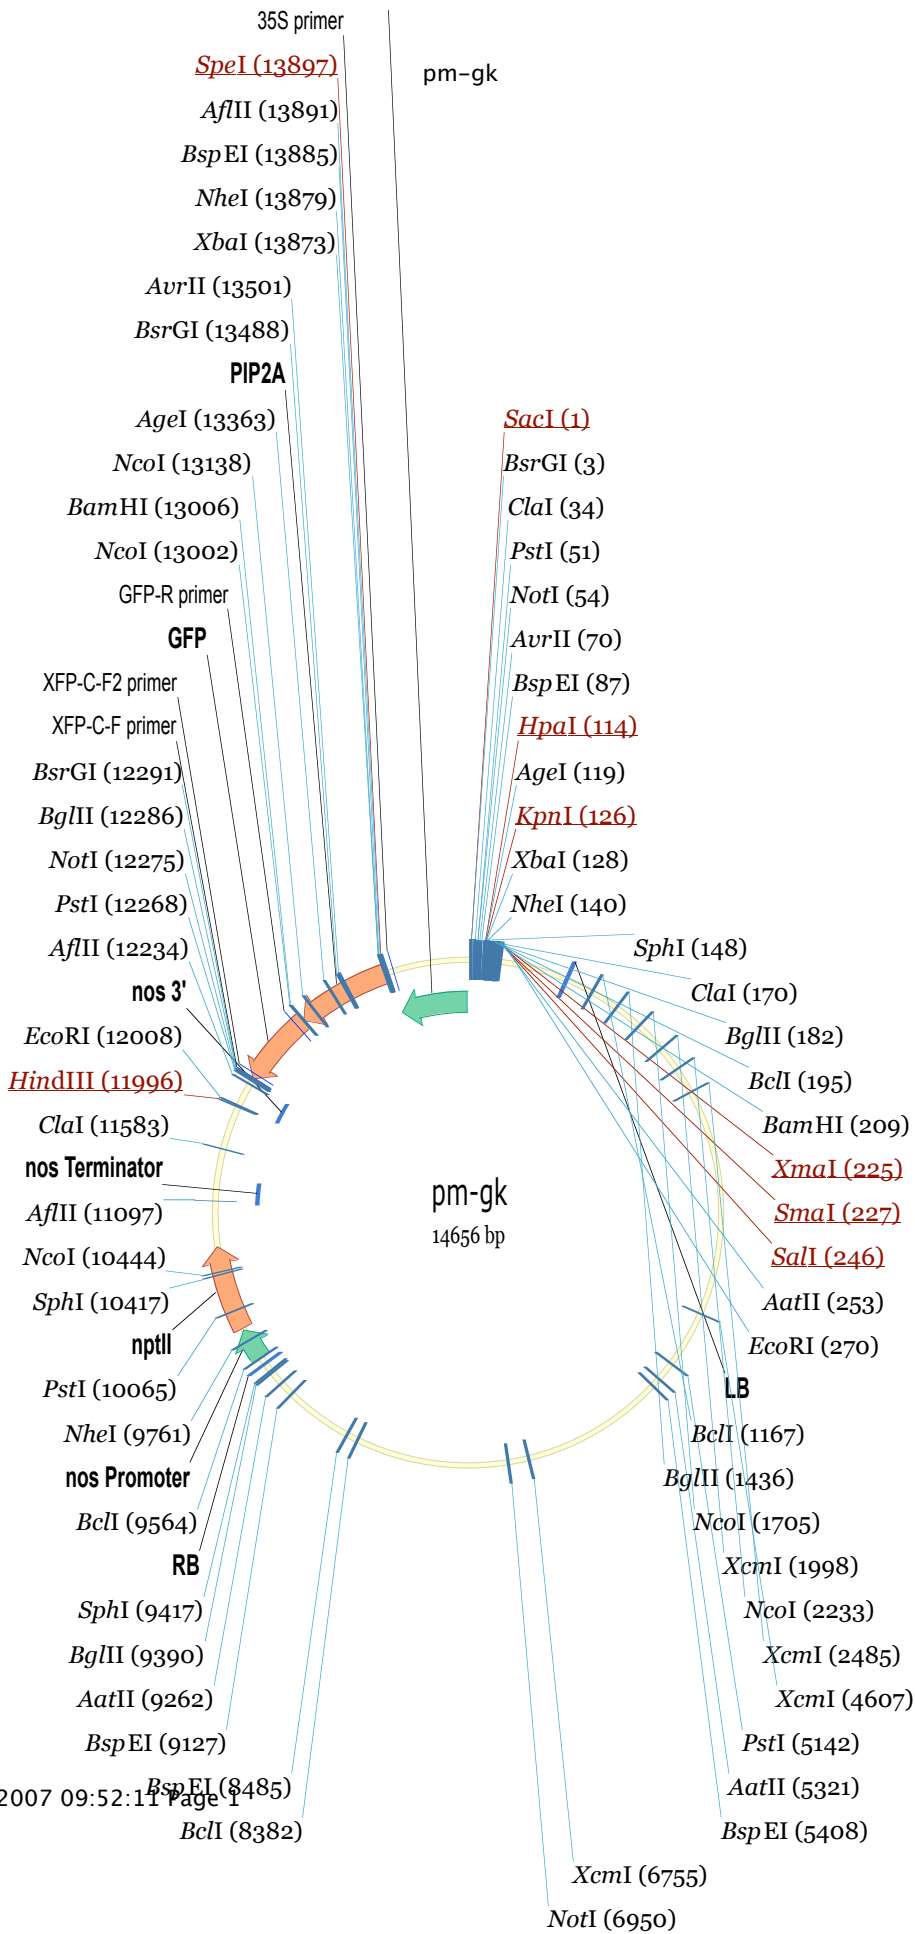 35S primer
pm-gk
SpeI (13897)
AflII (13891)
BspEI (13885)
NheI (13879)
XbaI (13873)
AvrII (13501)
BsrGI (13488)
PIP2A
AgeI (13363)
NcoI (13138)
BamHI (13006)
NcoI (13002)
GFP-R primer
GFP
XFP-C-F2 primer
XFP-C-F primer
BsrGI (12291)
BglII (12286)
NotI (12275)
PstI (12268)
AflII (12234)
nos 3'
EcoRI (12008)
HindIII (11996)
ClaI (11583)
nos Terminator
AflII (11097)
NcoI (10444)
SphI (10417)
nptII
PstI (10065)
NheI (9761)
nos Promoter
BclI (9564)
RB
SphI (9417)
BglII (9390)
AatII (9262)
BspEI (9127)
BspEI (8485)
2007 09:52:11 Page 1
BclI (8382)
SacI (1)
BsrGI (3)
ClaI (34)
PstI (51)
NotI (54)
AvrII (70)
BspEI (87)
HpaI (114)
AgeI (119)
KpnI (126)
XbaI (128)
NheI (140)
SphI (148)
ClaI (170)
BglII (182)
BclI (195)
BamHI (209)
XmaI (225)
SmaI (227)
SalI (246)
AatII (253)
EcoRI (270)
LB
BclI (1167)
BglII (1436)
NcoI (1705)
XcmI (1998)
NcoI (2233)
XcmI (2485)
XcmI (4607)
PstI (5142)
AatII (5321)
BspEI (5408)
XcmI (6755)
NotI (6950)
pm-gk
14656 bp